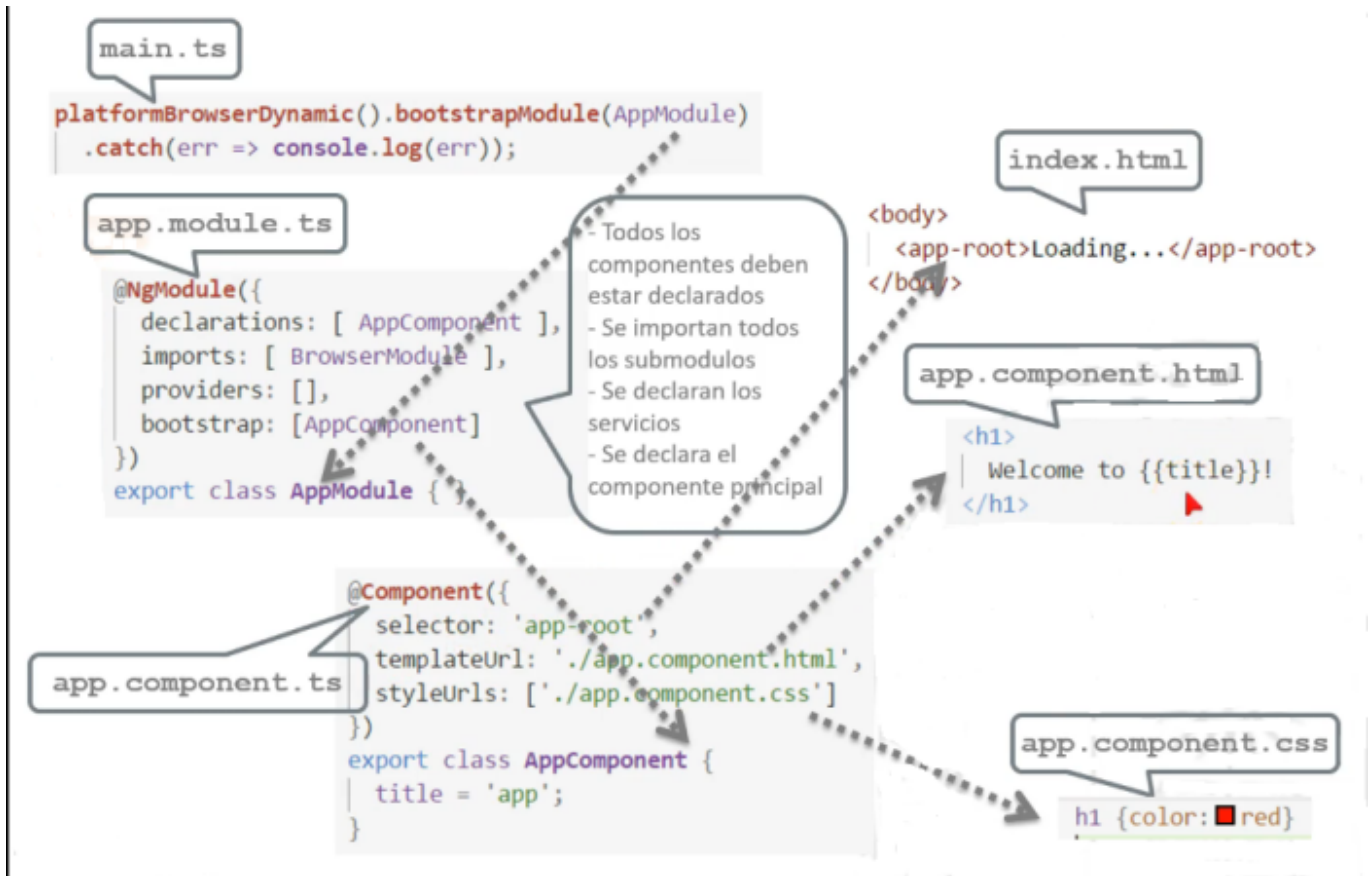 main.ts
platformBrowserDynamic().bootstrapModule(AppModule)
.catch(err => console.log(err));
app.module.ts
@NgModule({
declarations: [ AppComponent ],
imports: [ BrowserModule ],
providers: [],
bootstrap: [AppComponent]
})
export class AppModule { }
- Todos los
componentes deben
estar declarados
- Se importan todos
los submodulos
- Se declaran los
servicios
- Se declara el
componente principal
index.html
<body>
<app-root>Loading...</app-root>
</body>
app.component.html
<h1>
Welcome to {{title}}!
</h1>
app.component.ts
@Component({
selector: 'app-root',
templateUrl: './app.component.html',
styleUrls: ['./app.component.css']
})
export class AppComponent {
title = 'app';
}
app.component.css
h1 {color: red}